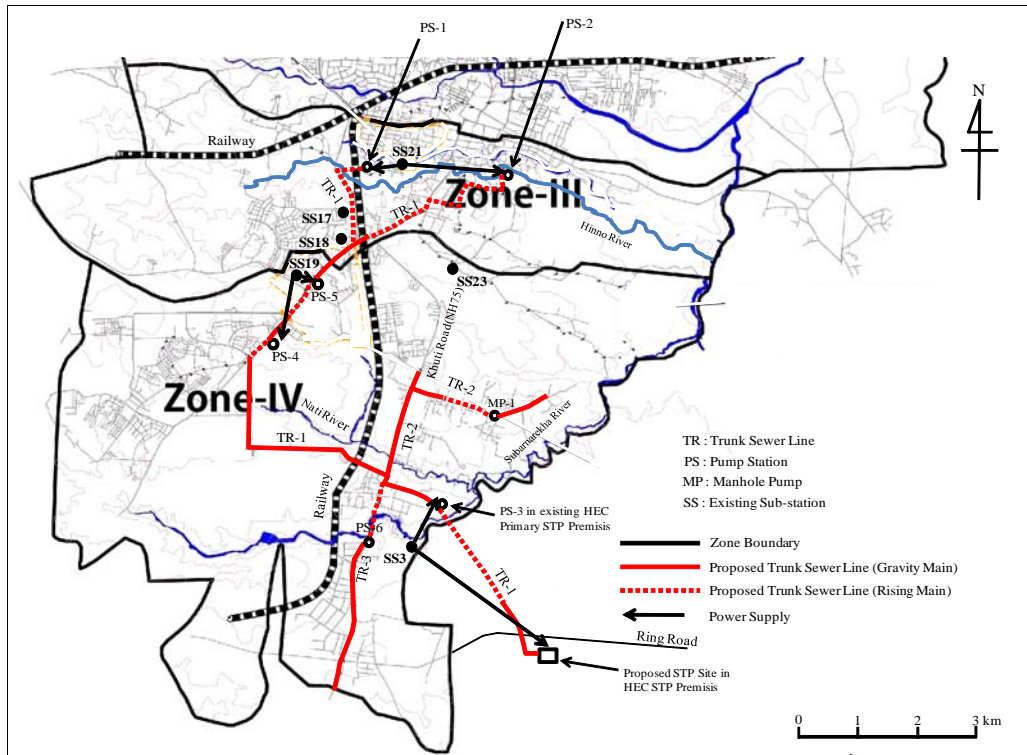 PS-1
PS-2
N
Railway
SS21
TR-1
Zone-III
SS17
TR-1
SS18
Hinno River
SS19
SS23
PS-5
Khuti Road(NH75)
PS-4
Zone-IV
TR-2
MP-1
Nati River
TR-2
Subarnarekha River
TR-1
TR : Trunk Sewer Line
PS : Pump Station
MP : Manhole Pump
SS : Existing Sub-station
Railway
PS-3 in existing HEC
Primary STP Premisis
PS-6
SS3
TR-3
TR-1
Zone Boundary
Proposed Trunk Sewer Line (Gravity Main)
Proposed Trunk Sewer Line (Rising Main)
Power Supply
Ring Road
Proposed STP Site in
HEC STP Premisis
0 1 2 3 km